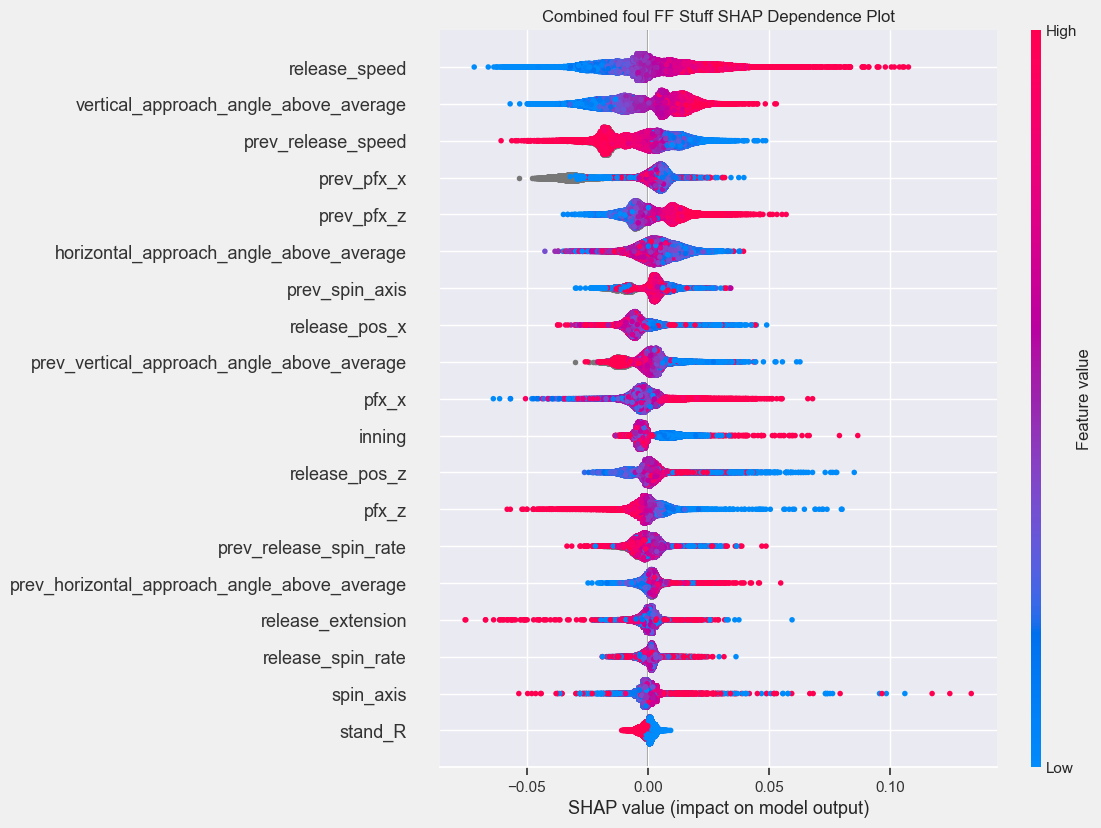 Combined foul FF Stuff SHAP Dependence Plot
High
release_speed
vertical_approach_angle_above_average
prev_release_speed
prev_pfx_x
prev_pfx_z
horizontal_approach_angle_above_average
prev_spin_axis
release_pos_x
prev_vertical_approach_angle_above_average
pfx_x
inning
release_pos_z
pfx_z
prev_release_spin_rate
prev_horizontal_approach_angle_above_average
release_extension
release_spin_rate
spin_axis
stand_R
Feature value
Low
−0.05 0.00 0.05 0.10
SHAP value (impact on model output)